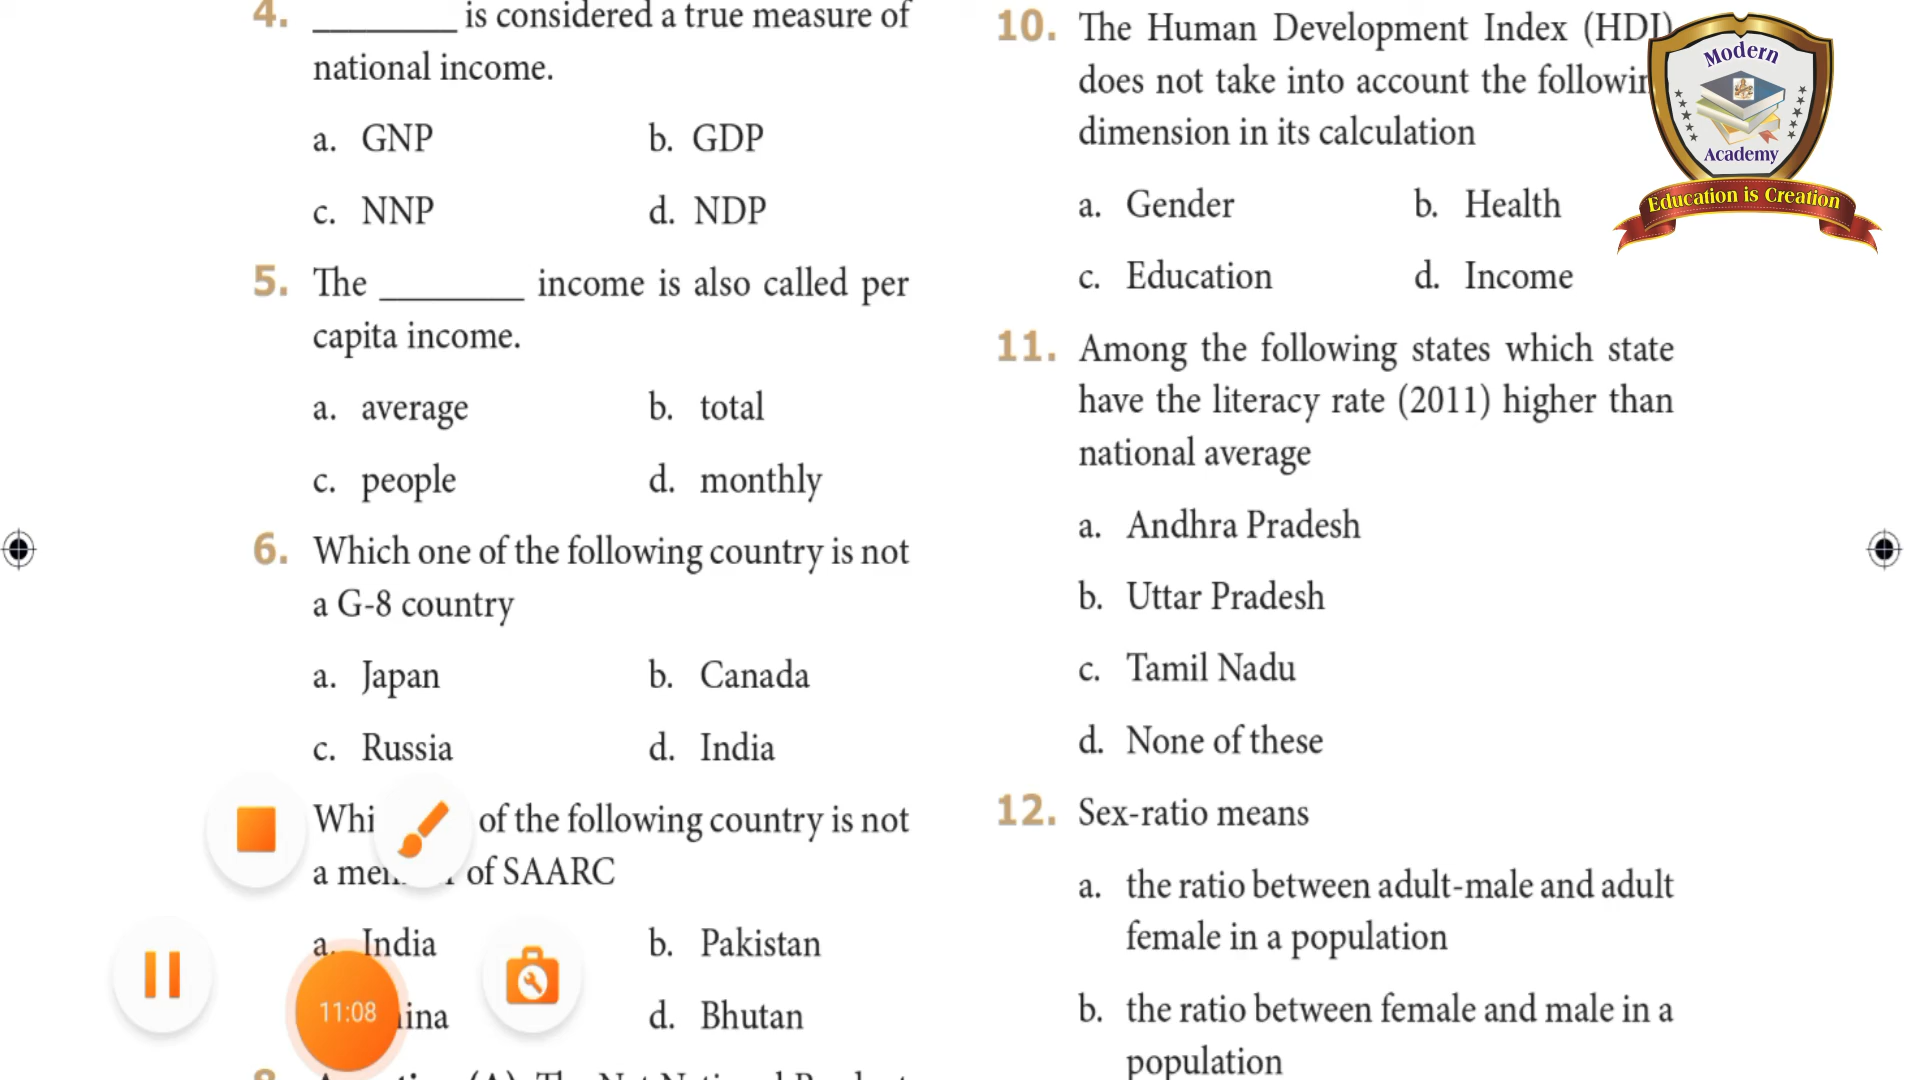 4. ________ is considered a true measure of
national income.
a. GNP b. GDP
c. NNP d. NDP
5. The ________ income is also called per
capita income.
a. average b. total
c. people d. monthly
6. Which one of the following country is not
a G-8 country
a. Japan b. Canada
c. Russia d. India
of the following country is not
a of SAARC
a. India b. Pakistan
d. Bhutan
11:08
10. The Human Development Index (HDI)
does not take into account the
dimension in its calculation
a. Gender b. Health
c. Education d. Income
11. Among the following states which state
have the literacy rate (2011) higher than
national average
a. Andhra Pradesh
b. Uttar Pradesh
c. Tamil Nadu
d. None of these
12. Sex-ratio means
a. the ratio between adult-male and adult
female in a population
b. the ratio between female and male in a
population
Modern
Academy
Education is Creation